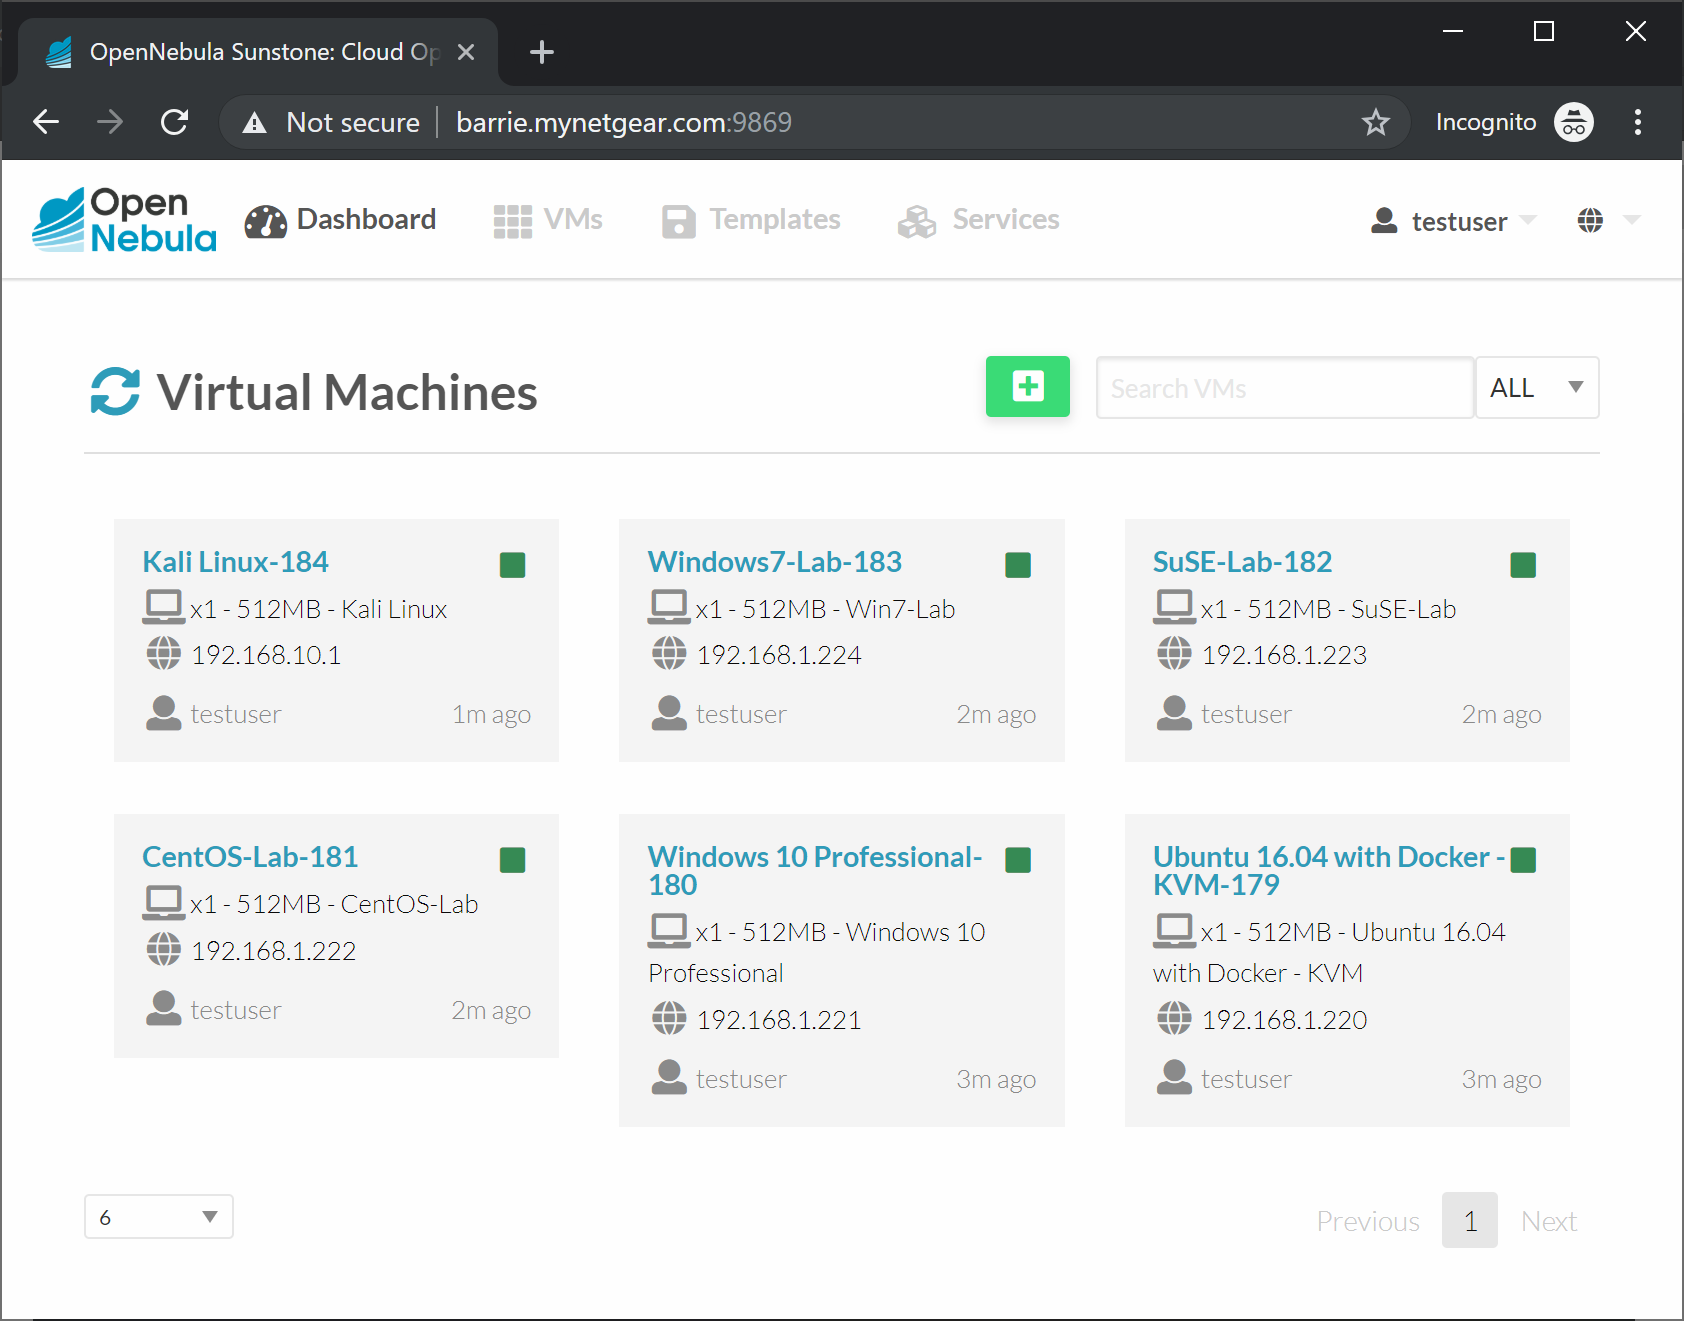 OpenNebula Sunstone: Cloud Op
Not secure
barrie.mynetgear.com:9869
Incognito
Open
Nebula
Dashboard
VMs
Templates
Services
testuser
Virtual Machines
Search VMs
ALL
Kali Linux-184
x1 - 512MB - Kali Linux
192.168.10.1
testuser
1m ago
Windows7-Lab-183
x1 - 512MB - Win7-Lab
192.168.1.224
testuser
2m ago
SuSE-Lab-182
x1 - 512MB - SuSE-Lab
192.168.1.223
testuser
2m ago
CentOS-Lab-181
x1 - 512MB - CentOS-Lab
192.168.1.222
testuser
2m ago
Windows 10 Professional-
180
x1 - 512MB - Windows 10
Professional
192.168.1.221
testuser
3m ago
Ubuntu 16.04 with Docker -
KVM-179
x1 - 512MB - Ubuntu 16.04
with Docker - KVM
192.168.1.220
testuser
3m ago
6
Previous
1
Next